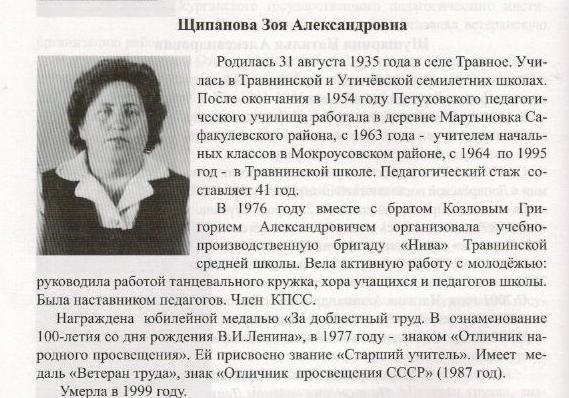 Щипанова Зоя Александровна
Родилась 31 августа 1935 года в селе Травное. Учи-
лась в Травнинской и Утичёвской семилетних школах.
После окончания в 1954 году Петуховского педагоги-
ческого училища работала в деревне Мартыновка Са-
факулевского района, с 1963 года - учителем началь-
ных классов в Мокроусовском районе, с 1964 по 1995
год - в Травнинской школе. Педагогический стаж со-
ставляет 41 год.
В 1976 году вместе с братом Козловым Гри-
горием Александровичем организовала учебно-
производственную бригаду «Нива» Травнинской
средней школы. Вела активную работу с молодёжью:
руководила работой танцевального кружка, хора учащихся и педагогов школы.
Была наставником педагогов. Член КПСС.
Награждена юбилейной медалью «За доблестный труд. В ознаменование
100-летия со дня рождения В.И.Ленина», в 1977 году - знаком «Отличник на-
родного просвещения». Ей присвоено звание «Старший учитель». Имеет ме-
даль «Ветеран труда», знак «Отличник просвещения СССР» (1987 год).
Умерла в 1999 году.